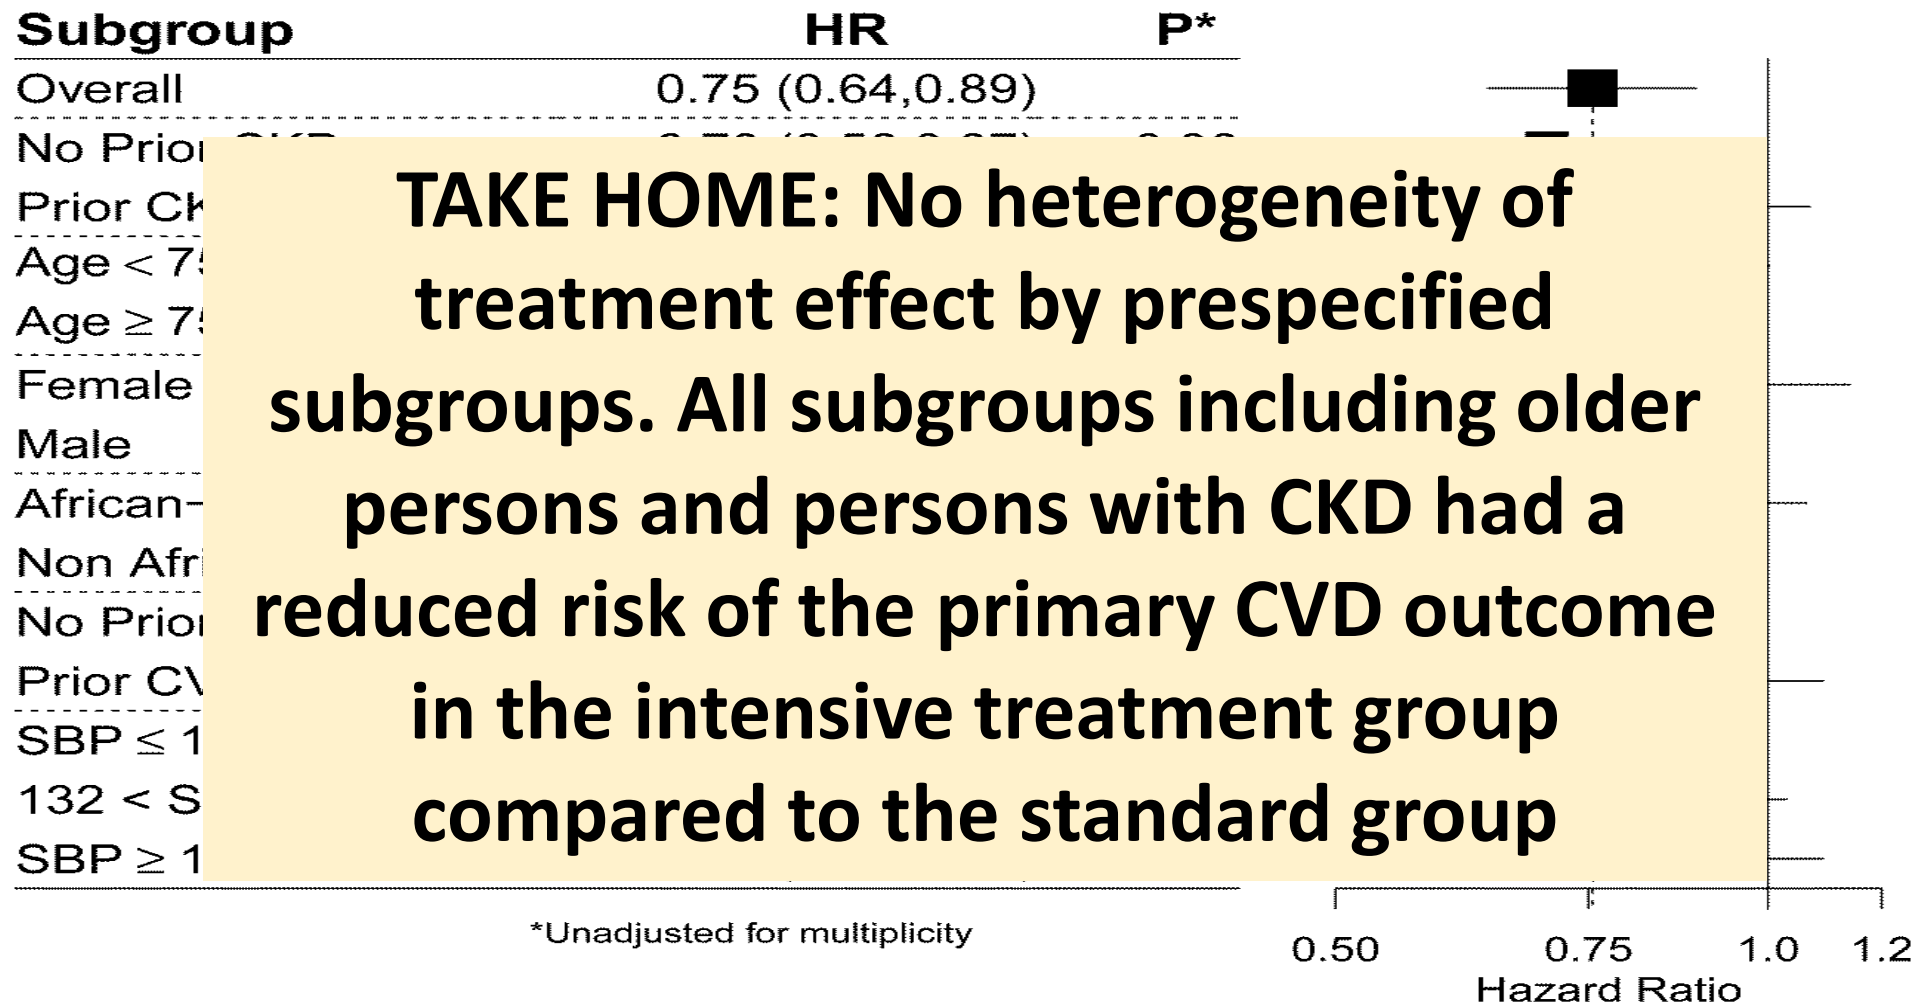 Subgroup HR P*
Overall 0.75 (0.64,0.89)
No Prior
Prior
Age < 7
Age ≥ 7
Female
Male
African-
Non
No Prior
Prior
SBP ≤ 1
132 <
SBP ≥ 1
TAKE HOME: No heterogeneity of
treatment effect by prespecified
subgroups. All subgroups including older
persons and persons with CKD had a
reduced risk of the primary CVD outcome
in the intensive treatment group
compared to the standard group
*Unadjusted for multiplicity
0.50 0.75 1.0 1.2
Hazard Ratio